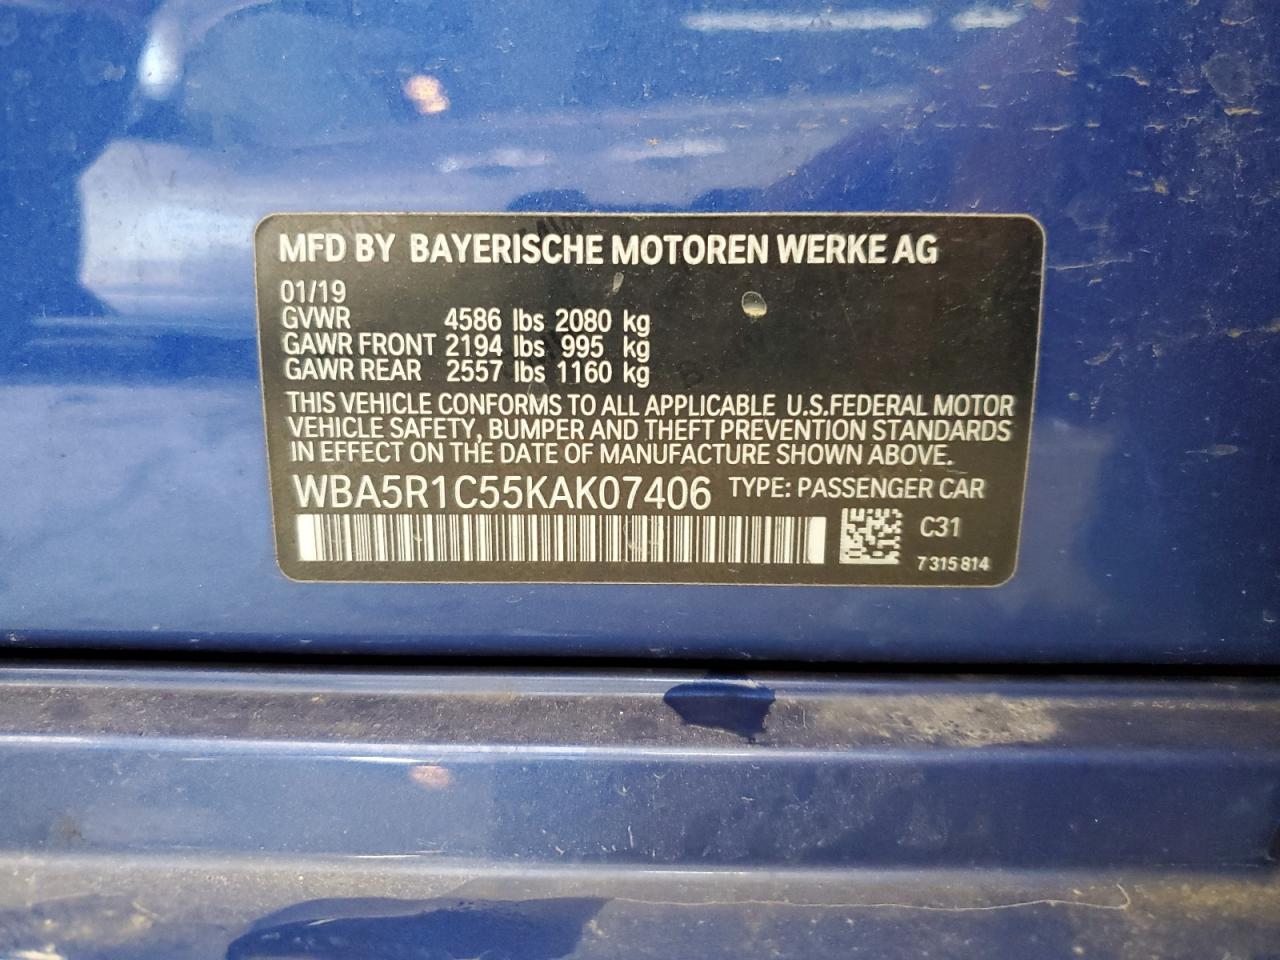 MFD BY BAYERISCHE MOTOREN WERKE AG
01/19
GVWR 4586 lbs 2080 kg
GAWR FRONT 2194 lbs 995 kg
GAWR REAR 2557 lbs 1160 kg
THIS VEHICLE CONFORMS TO ALL APPLICABLE U.S.FEDERAL MOTOR
VEHICLE SAFETY, BUMPER AND THEFT PREVENTION STANDARDS
IN EFFECT ON THE DATE OF MANUFACTURE SHOWN ABOVE.
WBA5R1C55KAK07406 TYPE: PASSENGER CAR
C31
7 315 814